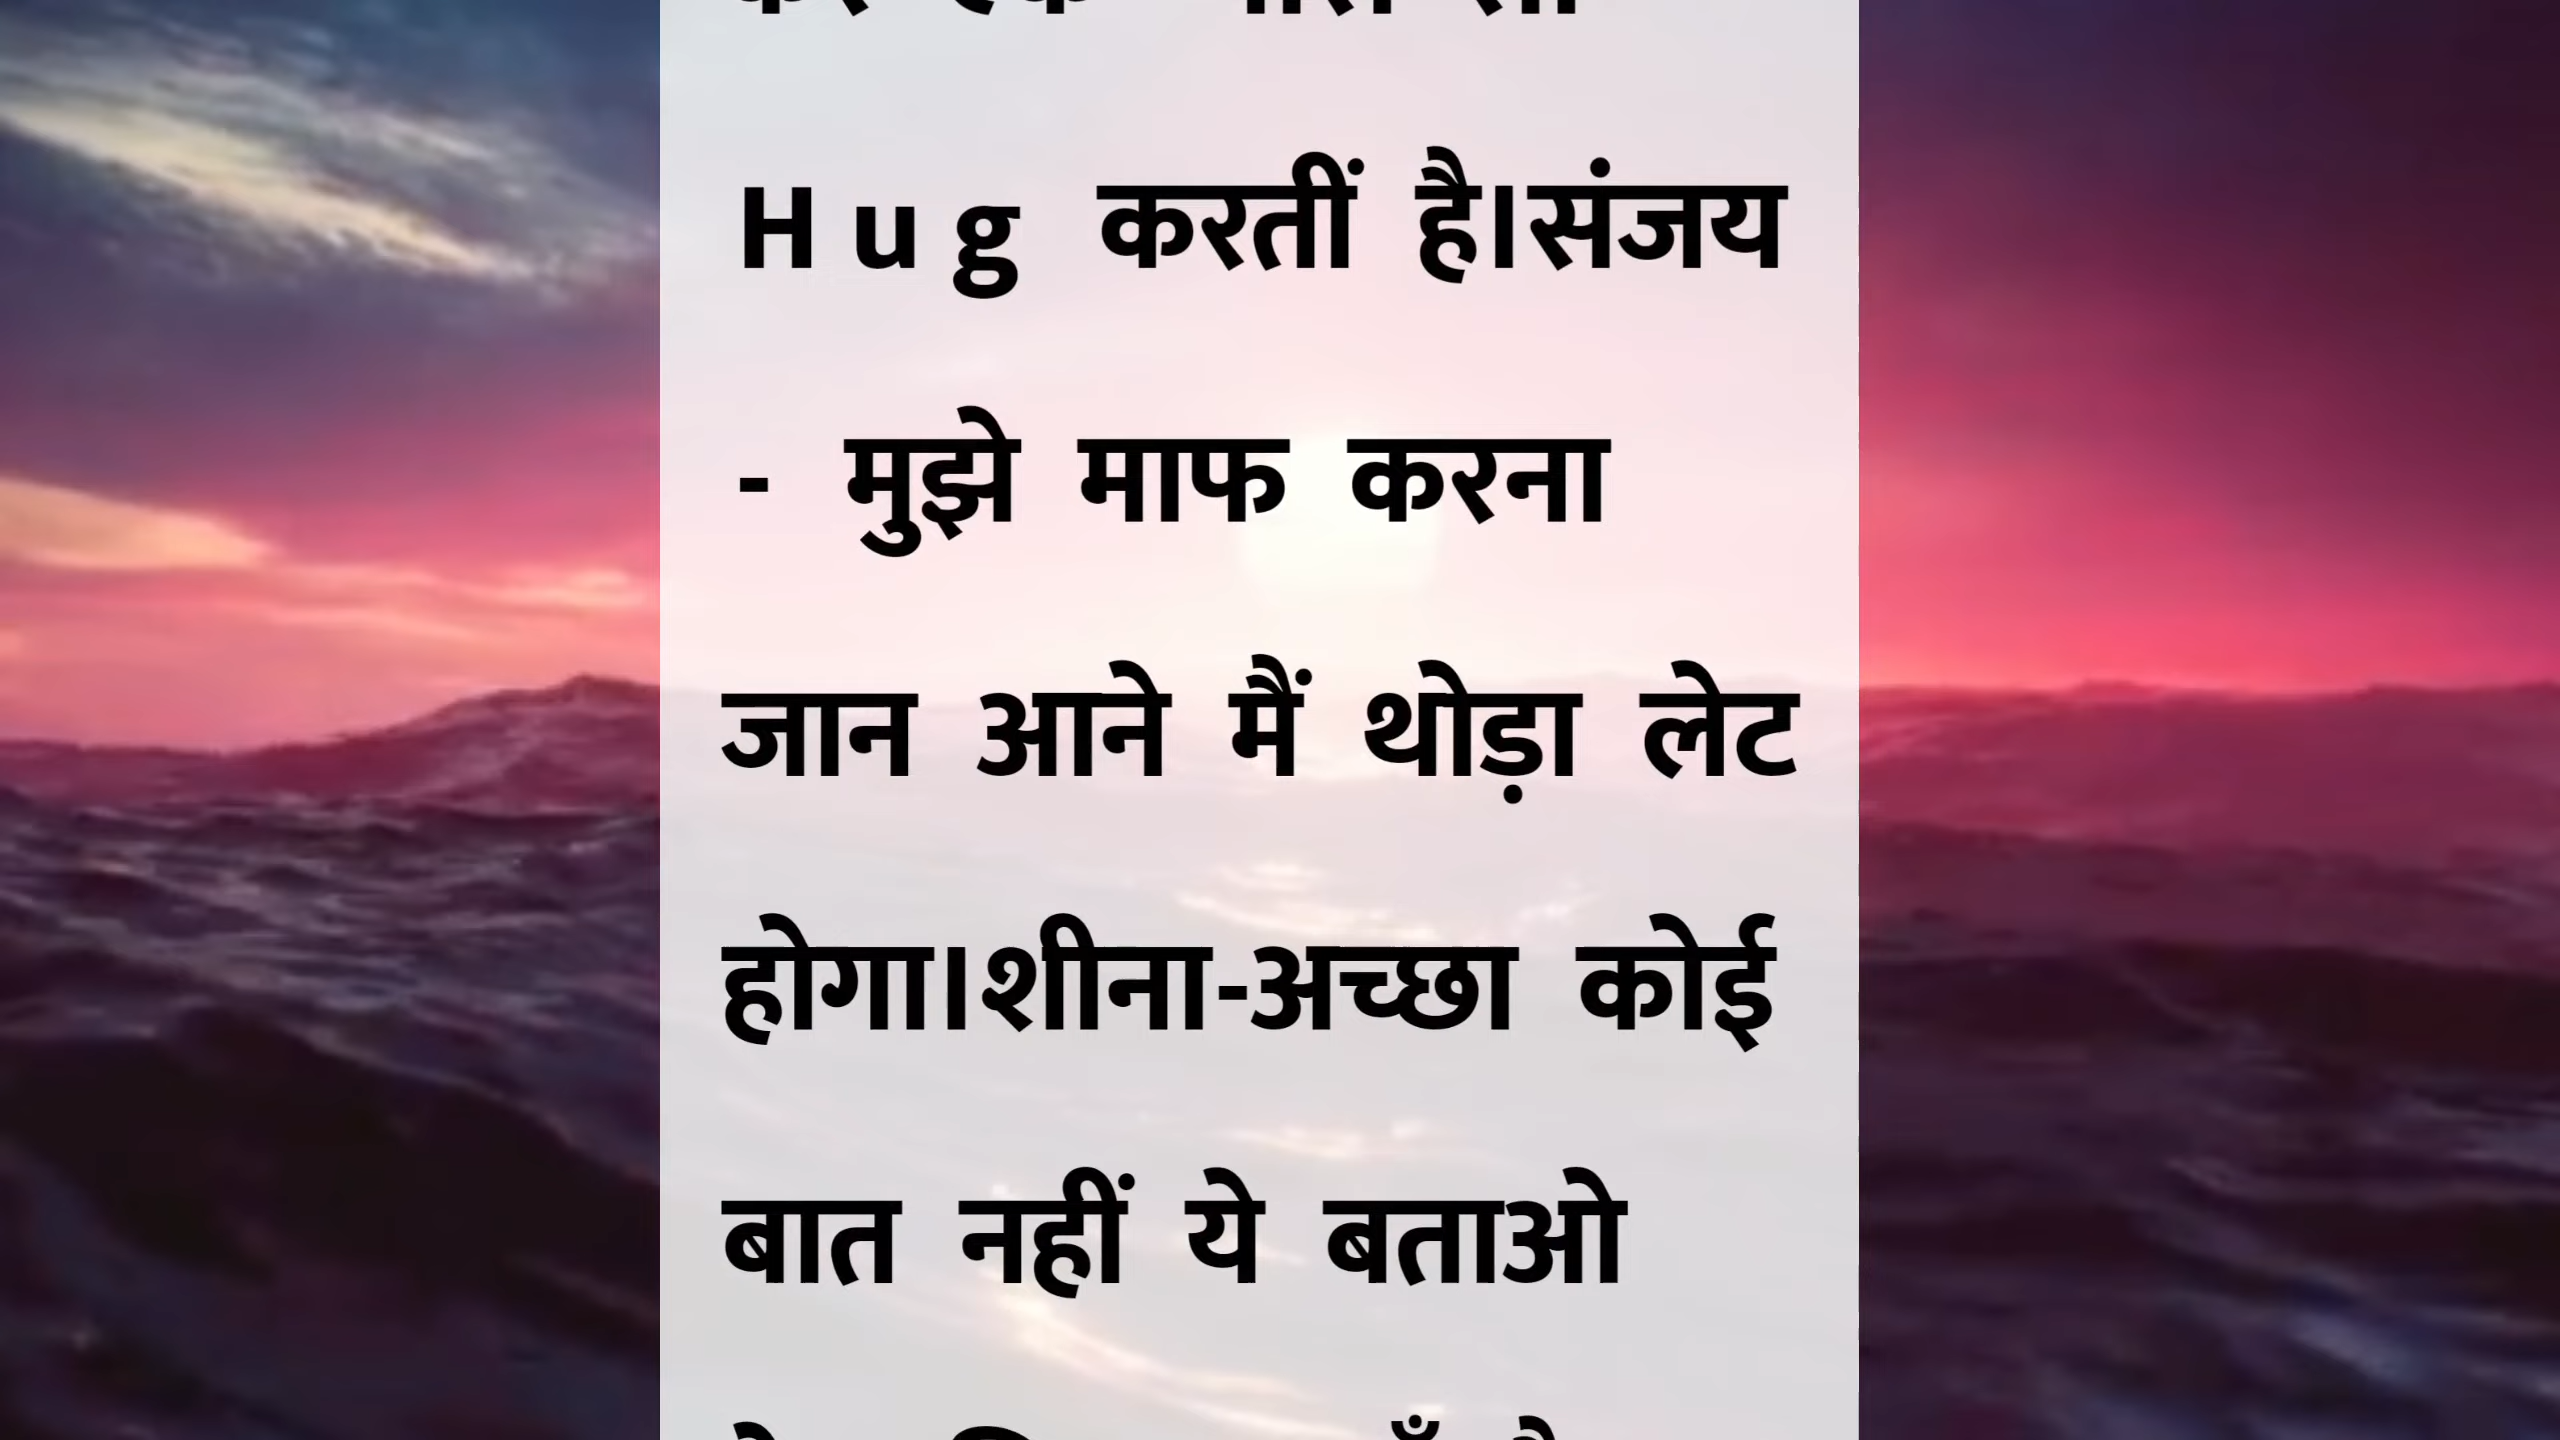 Hug करतीं है।संजय
- मुझे माफ करना
जान आने मैं थोड़ा लेट
होगा।शीना-अच्छा कोई
बात नहीं ये बताओ